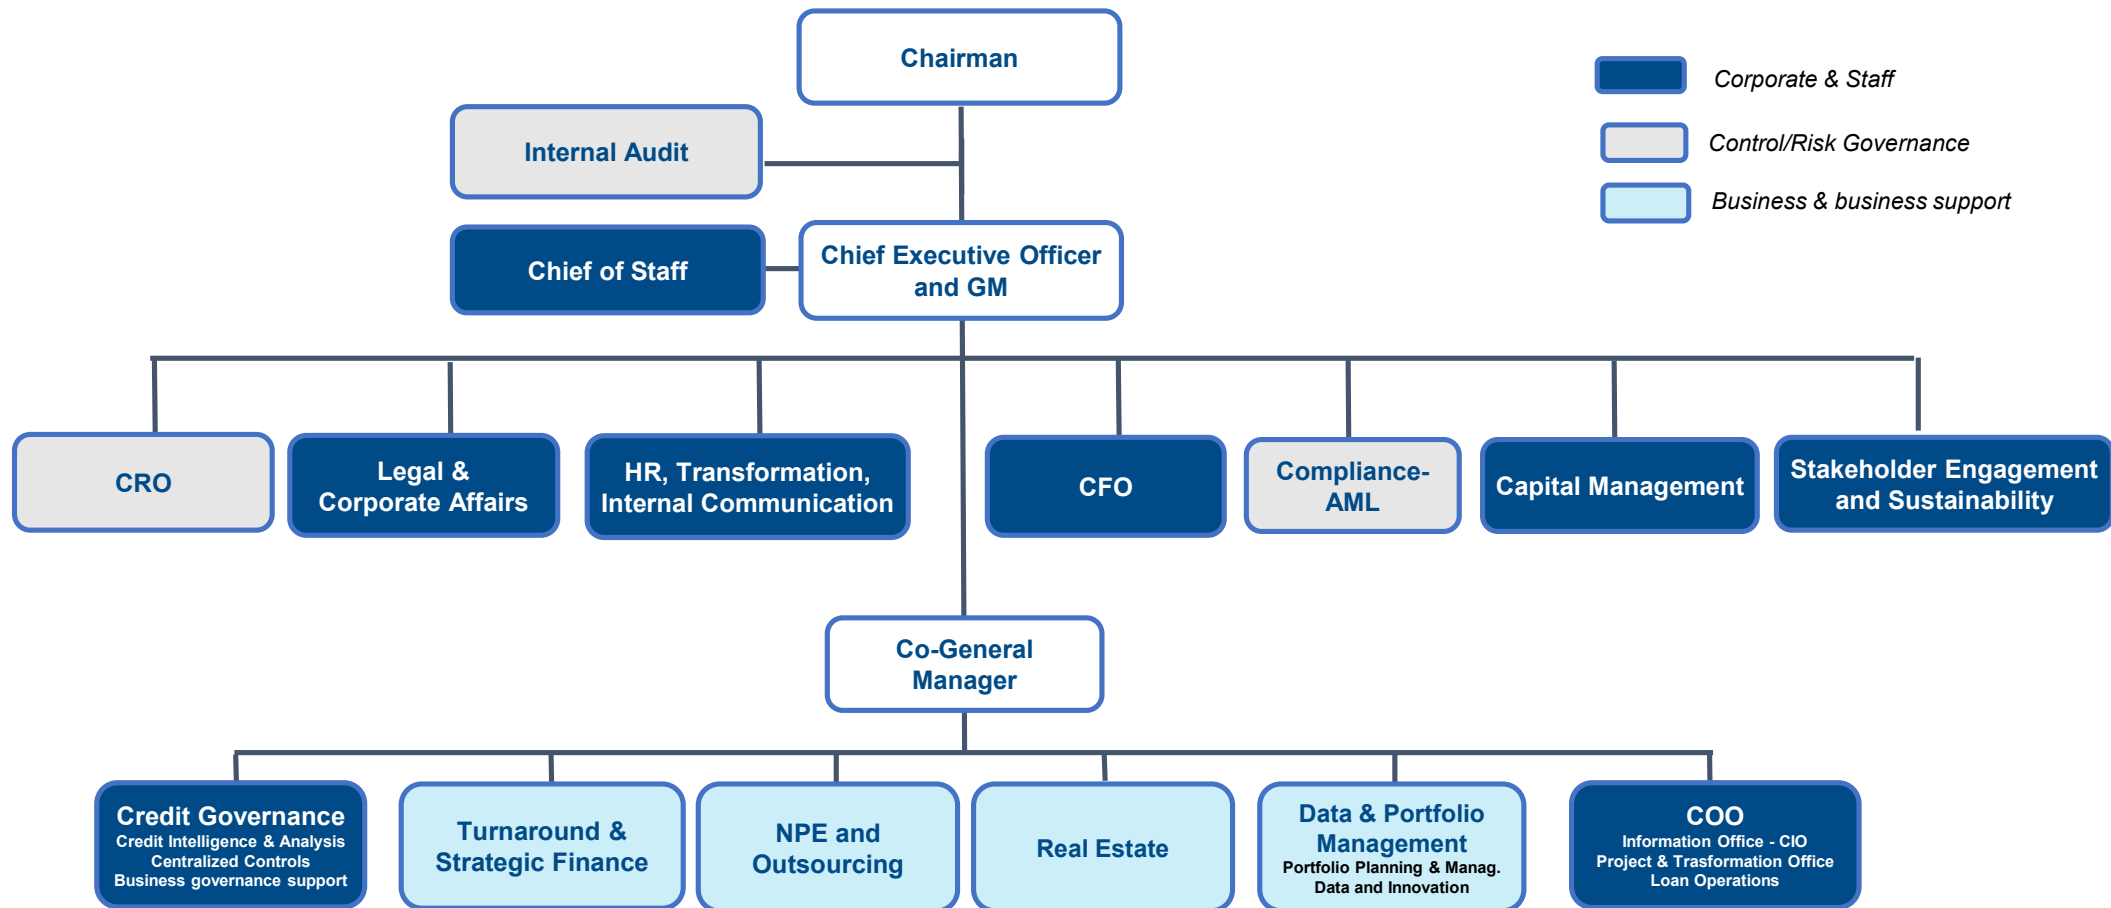 Chairman
Corporate & Staff
Internal Audit
Control/Risk Governance
Business & business support
Chief of Staff
Chief Executive Officer
and GM
CRO
Legal &
Corporate Affairs
HR, Transformation,
Internal Communication
CFO
Compliance-
AML
Capital Management
Stakeholder Engagement
and Sustainability
Co-General
Manager
Credit Governance
Credit Intelligence & Analysis
Centralized Controls
Business governance support
Turnaround &
Strategic Finance
NPE and
Outsourcing
Real Estate
Data & Portfolio
Management
Portfolio Planning & Manag.
Data and Innovation
COO
Information Office - CIO
Project & Trasformation Office
Loan Operations